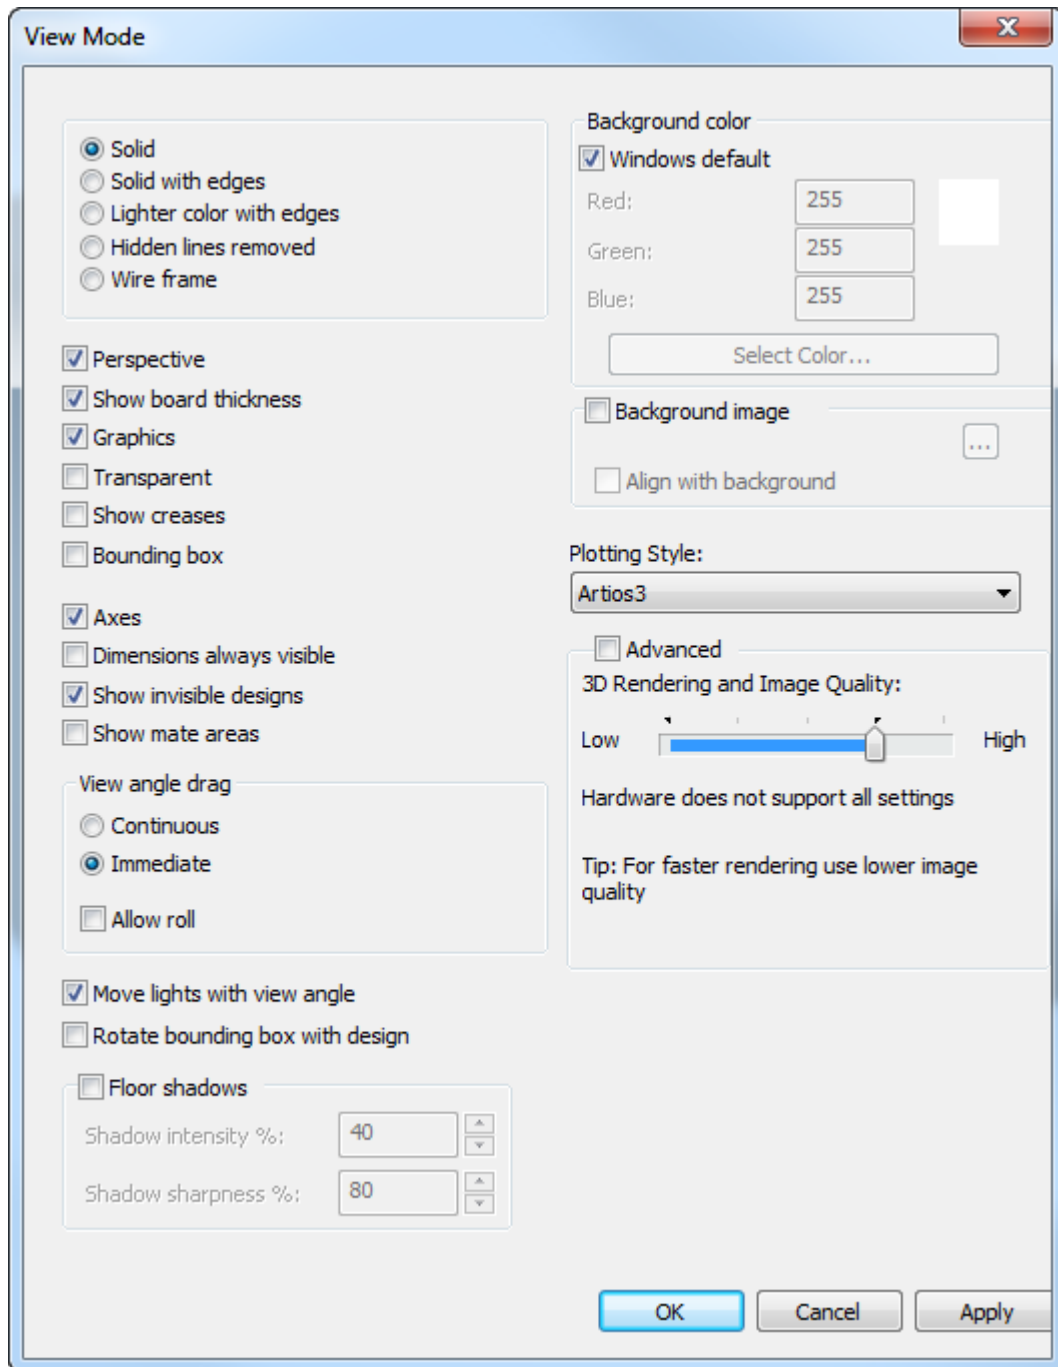 View Mode
Solid
Solid with edges
Lighter color with edges
Hidden lines removed
Wire frame
Perspective
Show board thickness
Graphics
Transparent
Show creases
Bounding box
Axes
Dimensions always visible
Show invisible designs
Show mate areas
View angle drag
Continuous
Immediate
Allow roll
Move lights with view angle
Rotate bounding box with design
Floor shadows
Shadow intensity %: 40
Shadow sharpness %: 80
Background color
Windows default
Red: 255
Green: 255
Blue: 255
Select Color...
Background image
...
Align with background
Plotting Style:
Artios3
Advanced
3D Rendering and Image Quality:
Low High
Hardware does not support all settings
Tip: For faster rendering use lower image
quality
OK Cancel Apply